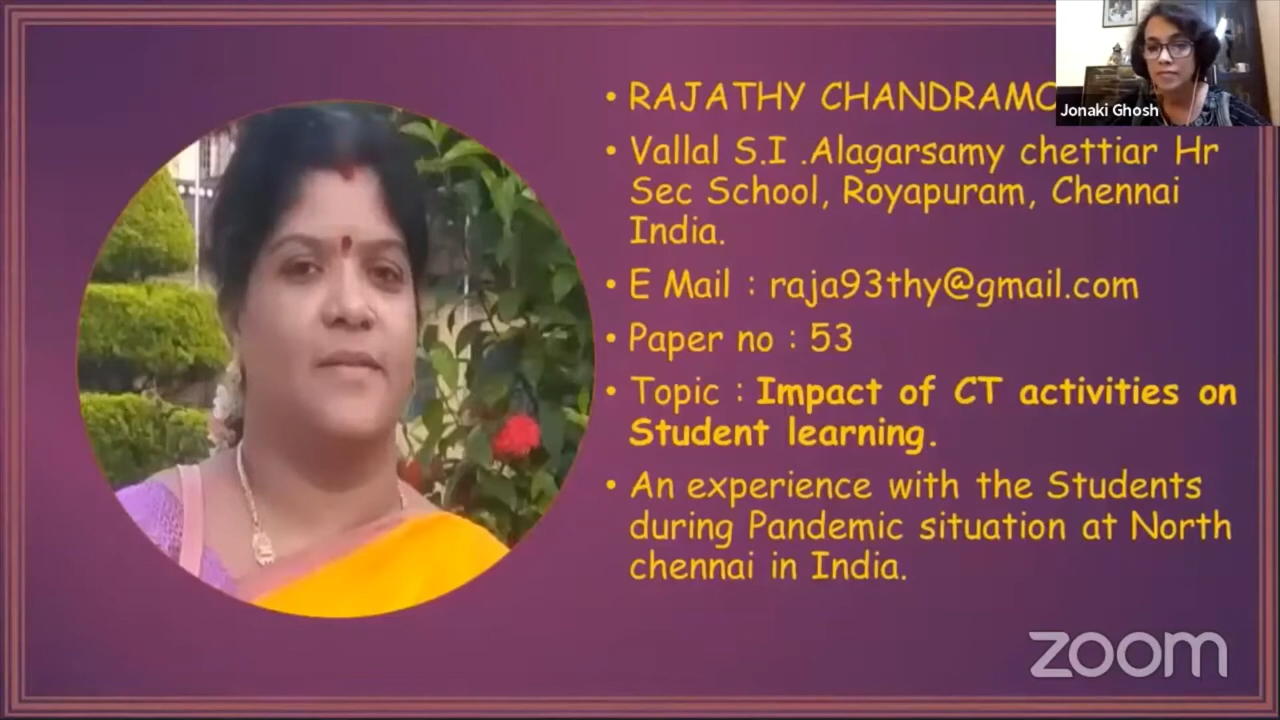 • RAJATHY CHANDRAMO
Jonaki Ghosh
• Vallal S.I .Alagarsamy chettiar Hr
Sec School, Royapuram, Chennai
India.
• E Mail : raja93thy@gmail.com
• Paper no : 53
• Topic : Impact of CT activities on
Student learning.
• An experience with the Students
during Pandemic situation at North
chennai in India.
zoom